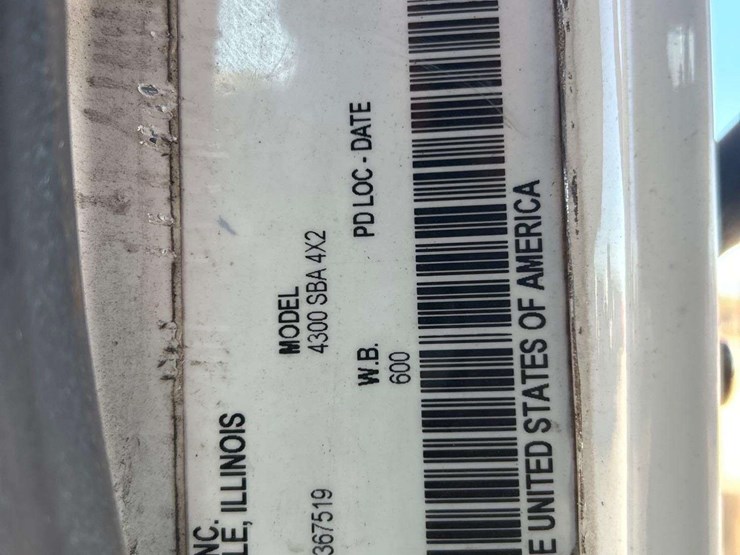 NC.
LE, ILLINOIS
MODEL
367519 4300 SBA 4X2
W.B. PD LOC - DATE
600
E UNITED STATES OF AMERICA